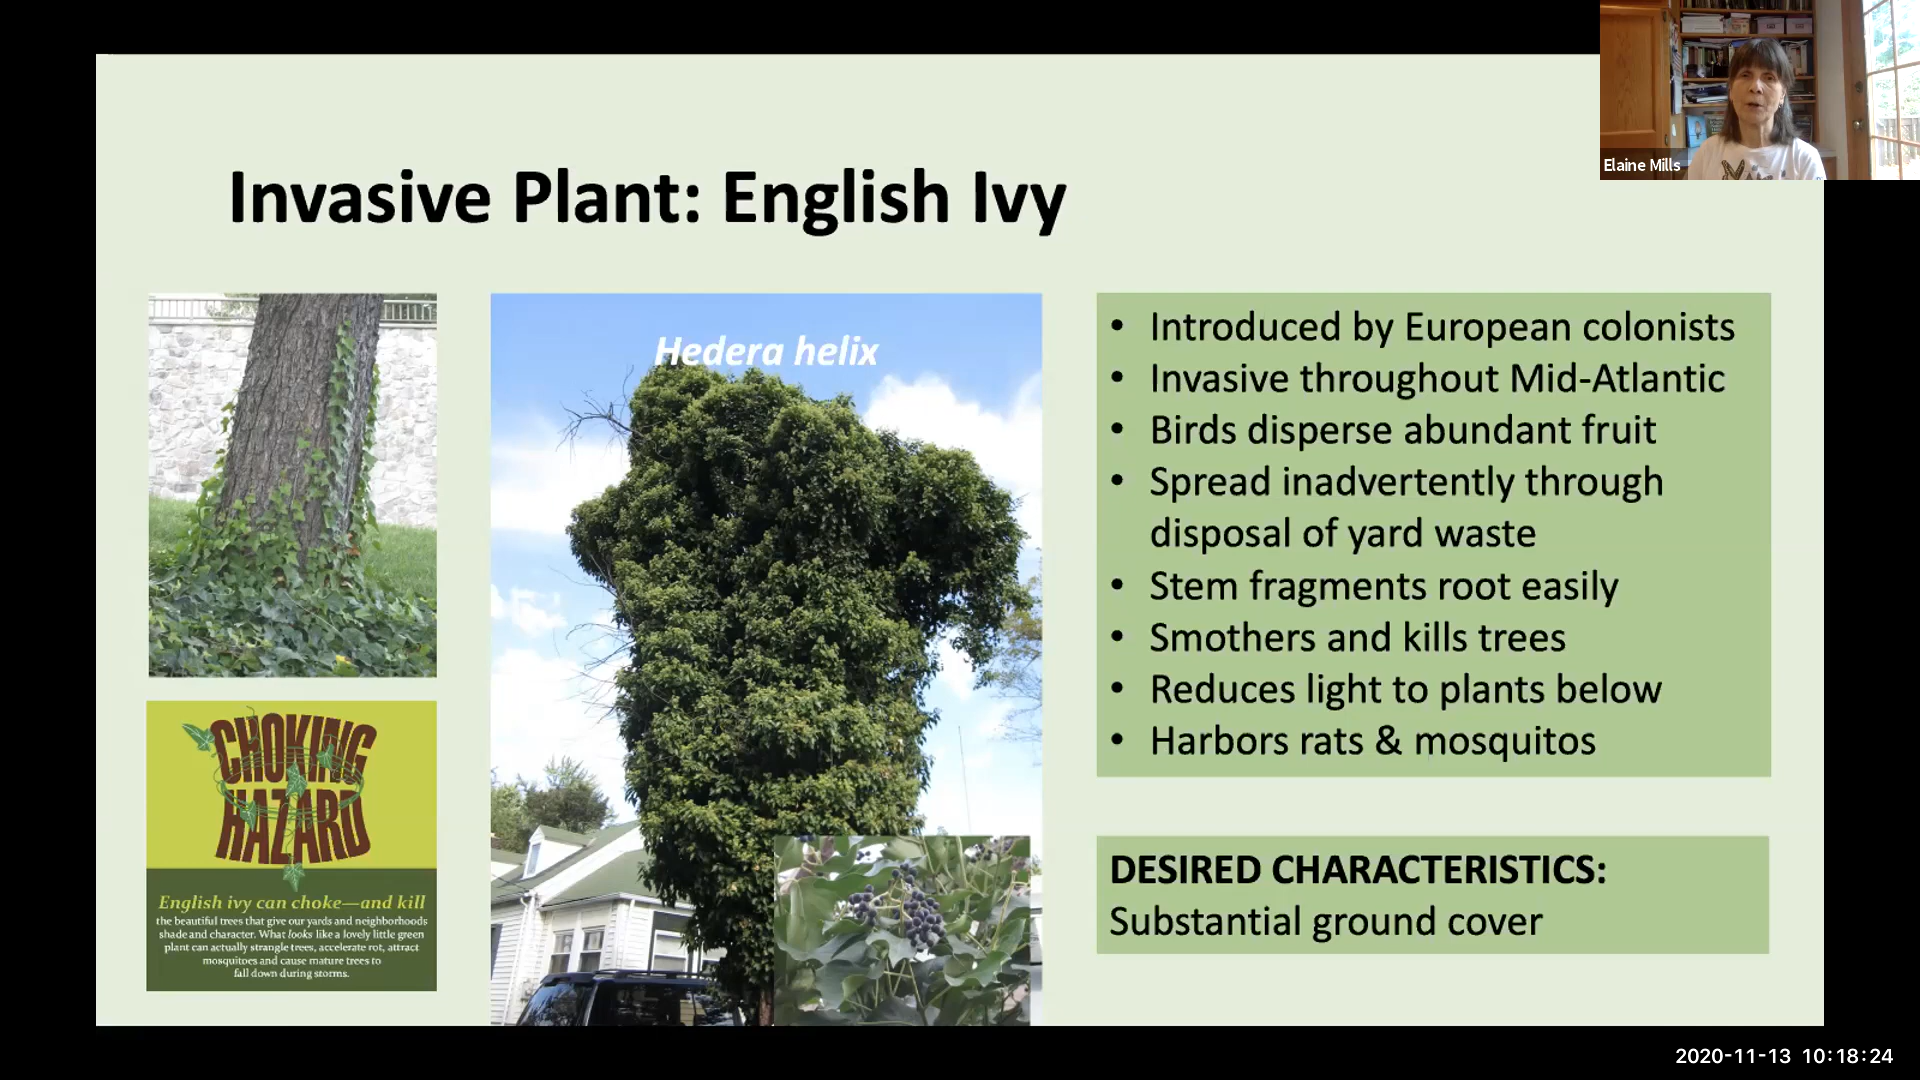 Elaine Mills
Invasive Plant: English Ivy
Hedera helix
CHOKING
HAZARD
English ivy can choke—and kill
the beautiful trees that give our yards and neighborhoods
shade and character. What looks like a lovely little green
plant can actually strangle trees, accelerate rot, attract
mosquitoes and cause mature trees to
fall down during storms.
• Introduced by European colonists
• Invasive throughout Mid-Atlantic
• Birds disperse abundant fruit
• Spread inadvertently through
disposal of yard waste
• Stem fragments root easily
• Smothers and kills trees
• Reduces light to plants below
• Harbors rats & mosquitos
DESIRED CHARACTERISTICS:
Substantial ground cover
2020-11-13 10:18:24